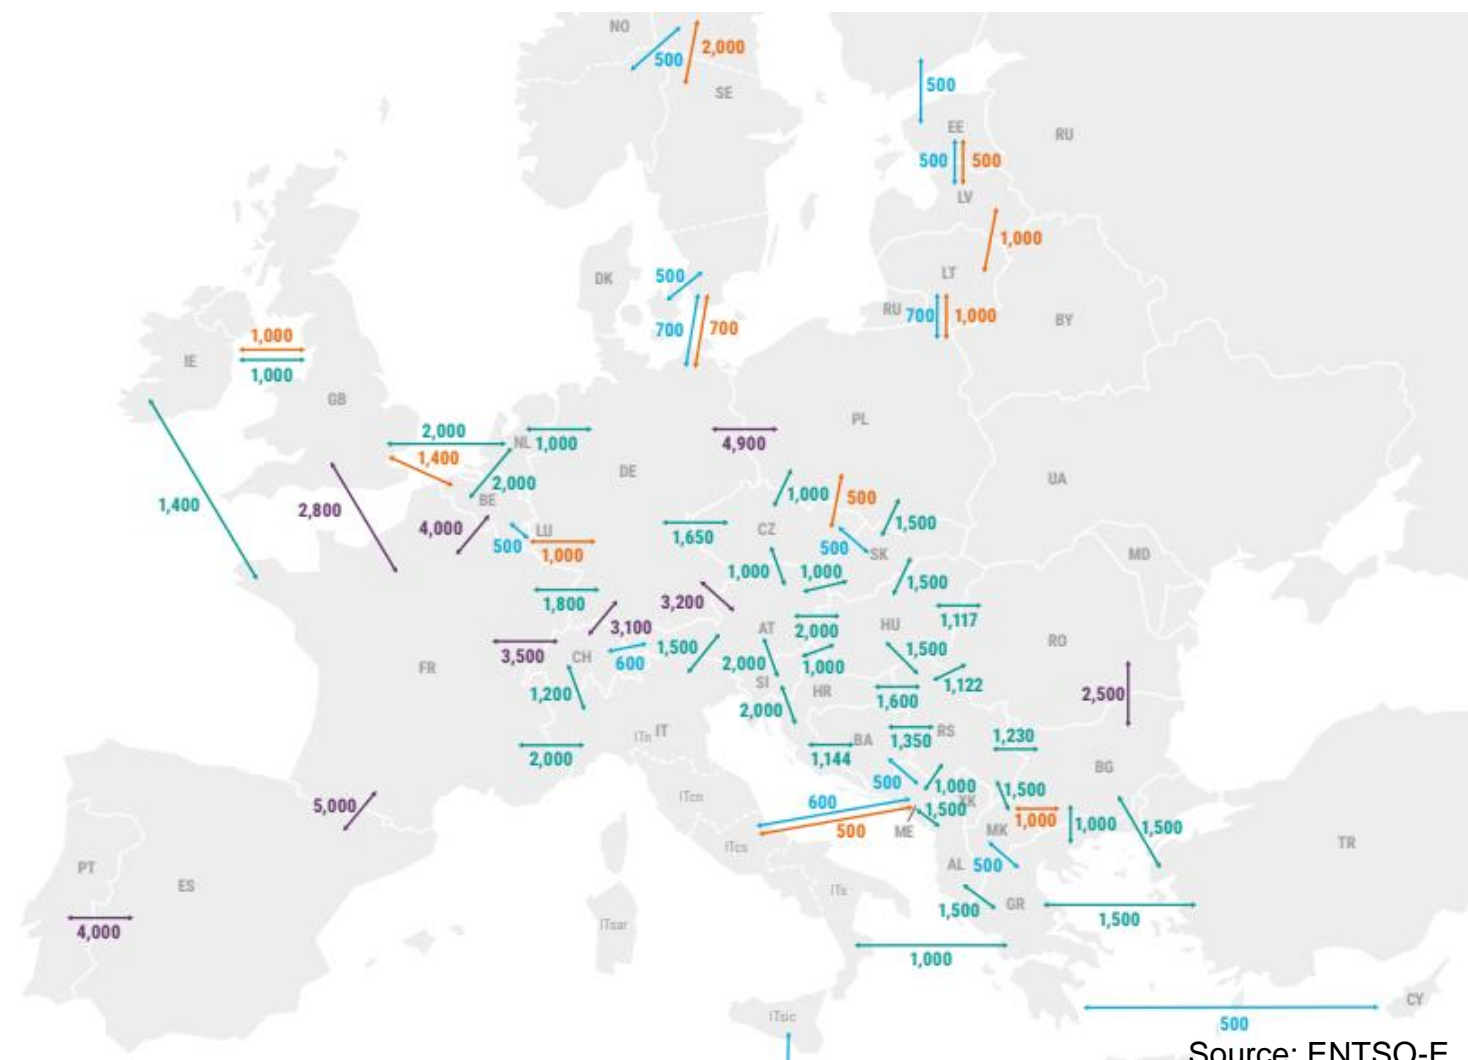 NO
500
2,000
SE
500
EE
RU
500
500
LV
1,000
LT
DK
500
RU
700
1,000
BY
700
700
1,000
IE
1,000
GB
PL
2,000
NL
1,000
4,900
1,400
DE
UA
2,000
BE
1,000
500
1,400
2,800
4,000
LU
CZ
1,500
500
1,000
1,650
500
SK
MD
1,000
1,000
1,500
1,800
3,200
1,117
3,100
AT
2,000
HU
RO
FR
3,500
CH
600
1,500
2,000
1,000
1,500
SI
HR
1,122
1,200
2,000
1,600
2,500
ITn
IT
BA
1,350
RS
1,230
2,000
1,144
BG
500
1,000
1,500
ITcn
5,000
600
XK
500
ME
1,500
MK
1,000
1,000
1,500
TR
ITcs
AL
500
PT
ES
ITs
GR
1,500
1,500
4,000
ITsar
1,000
CY
ITsic
500
Source: ENTSO-E